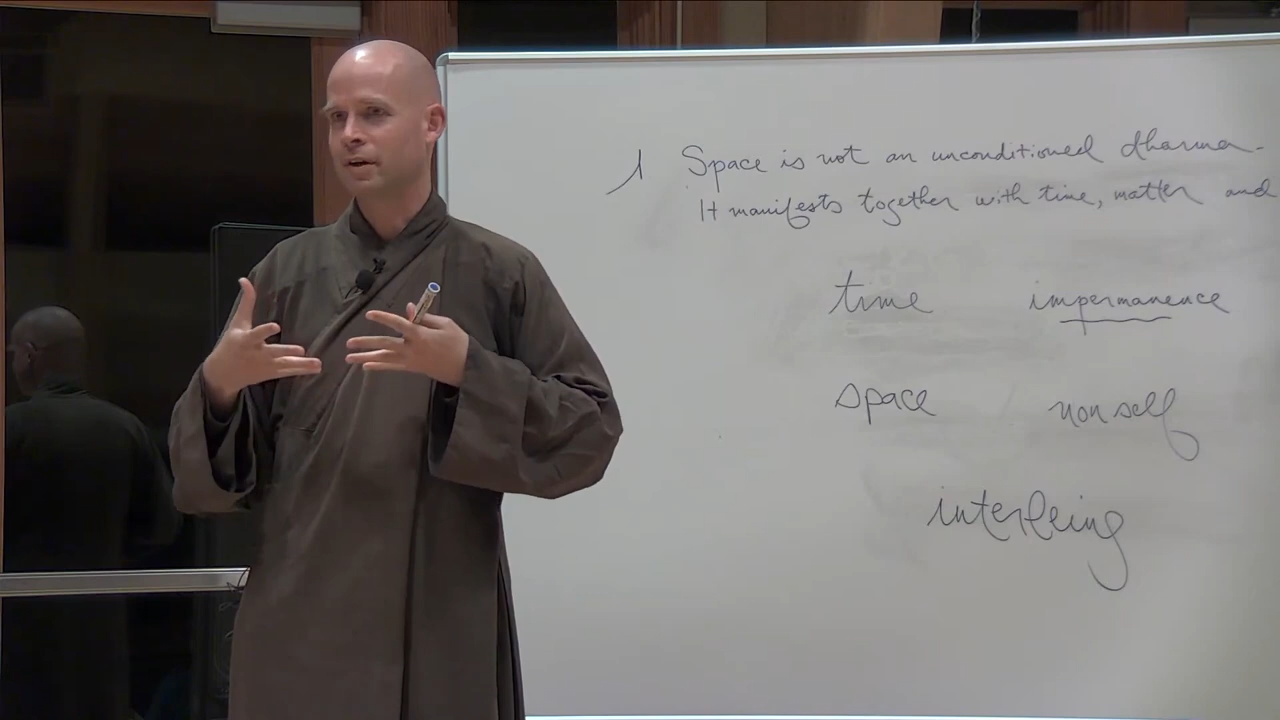 1 Space is not an unconditioned dharma.
It manifests together with time, matter and
time impermanence
space non self
interbeing